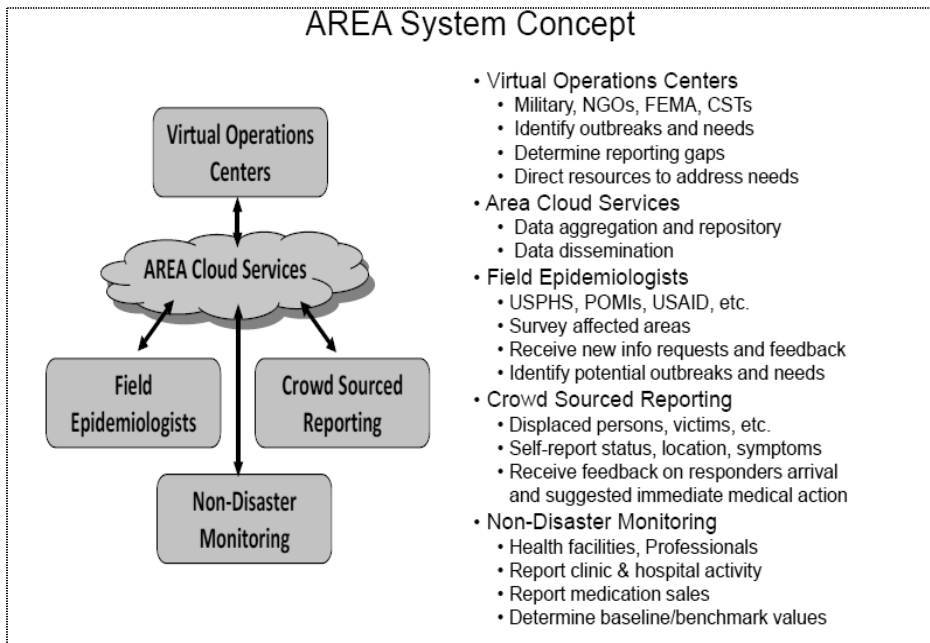 AREA System Concept
Virtual Operations
Centers
AREA Cloud Services
Field
Epidemiologists
Crowd Sourced
Reporting
Non-Disaster
Monitoring
• Virtual Operations Centers
• Military, NGOs, FEMA, CSTs
• Identify outbreaks and needs
• Determine reporting gaps
• Direct resources to address needs
• Area Cloud Services
• Data aggregation and repository
• Data dissemination
• Field Epidemiologists
• USPHS, POMIs, USAID, etc.
• Survey affected areas
• Receive new info requests and feedback
• Identify potential outbreaks and needs
• Crowd Sourced Reporting
• Displaced persons, victims, etc.
• Self-report status, location, symptoms
• Receive feedback on responders arrival
and suggested immediate medical action
• Non-Disaster Monitoring
• Health facilities, Professionals
• Report clinic & hospital activity
• Report medication sales
• Determine baseline/benchmark values